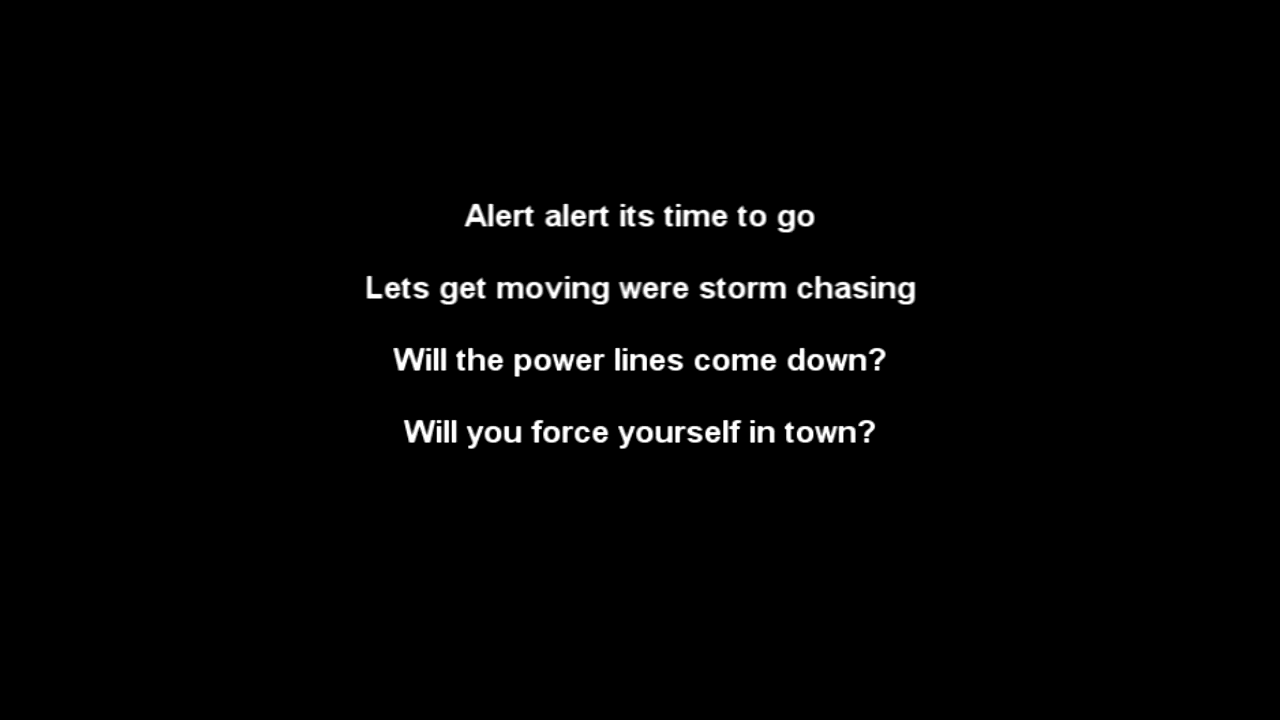 Alert alert its time to go
Lets get moving were storm chasing
Will the power lines come down?
Will you force yourself in town?